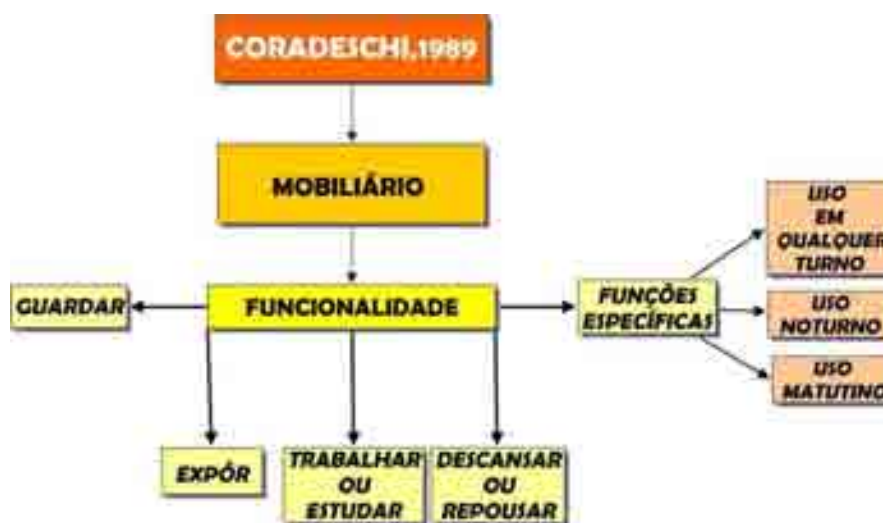 CORADESCHI,1989
MOBILIÁRIO
FUNCIONALIDADE
GUARDAR
EXPÔR
TRABALHAR
OU
ESTUDAR
DESCANSAR
OU
REPOUSAR
FUNÇÕES
ESPECÍFICAS
USO
EM
QUALQUER
TURNO
USO
NOTURNO
USO
MATUTINO